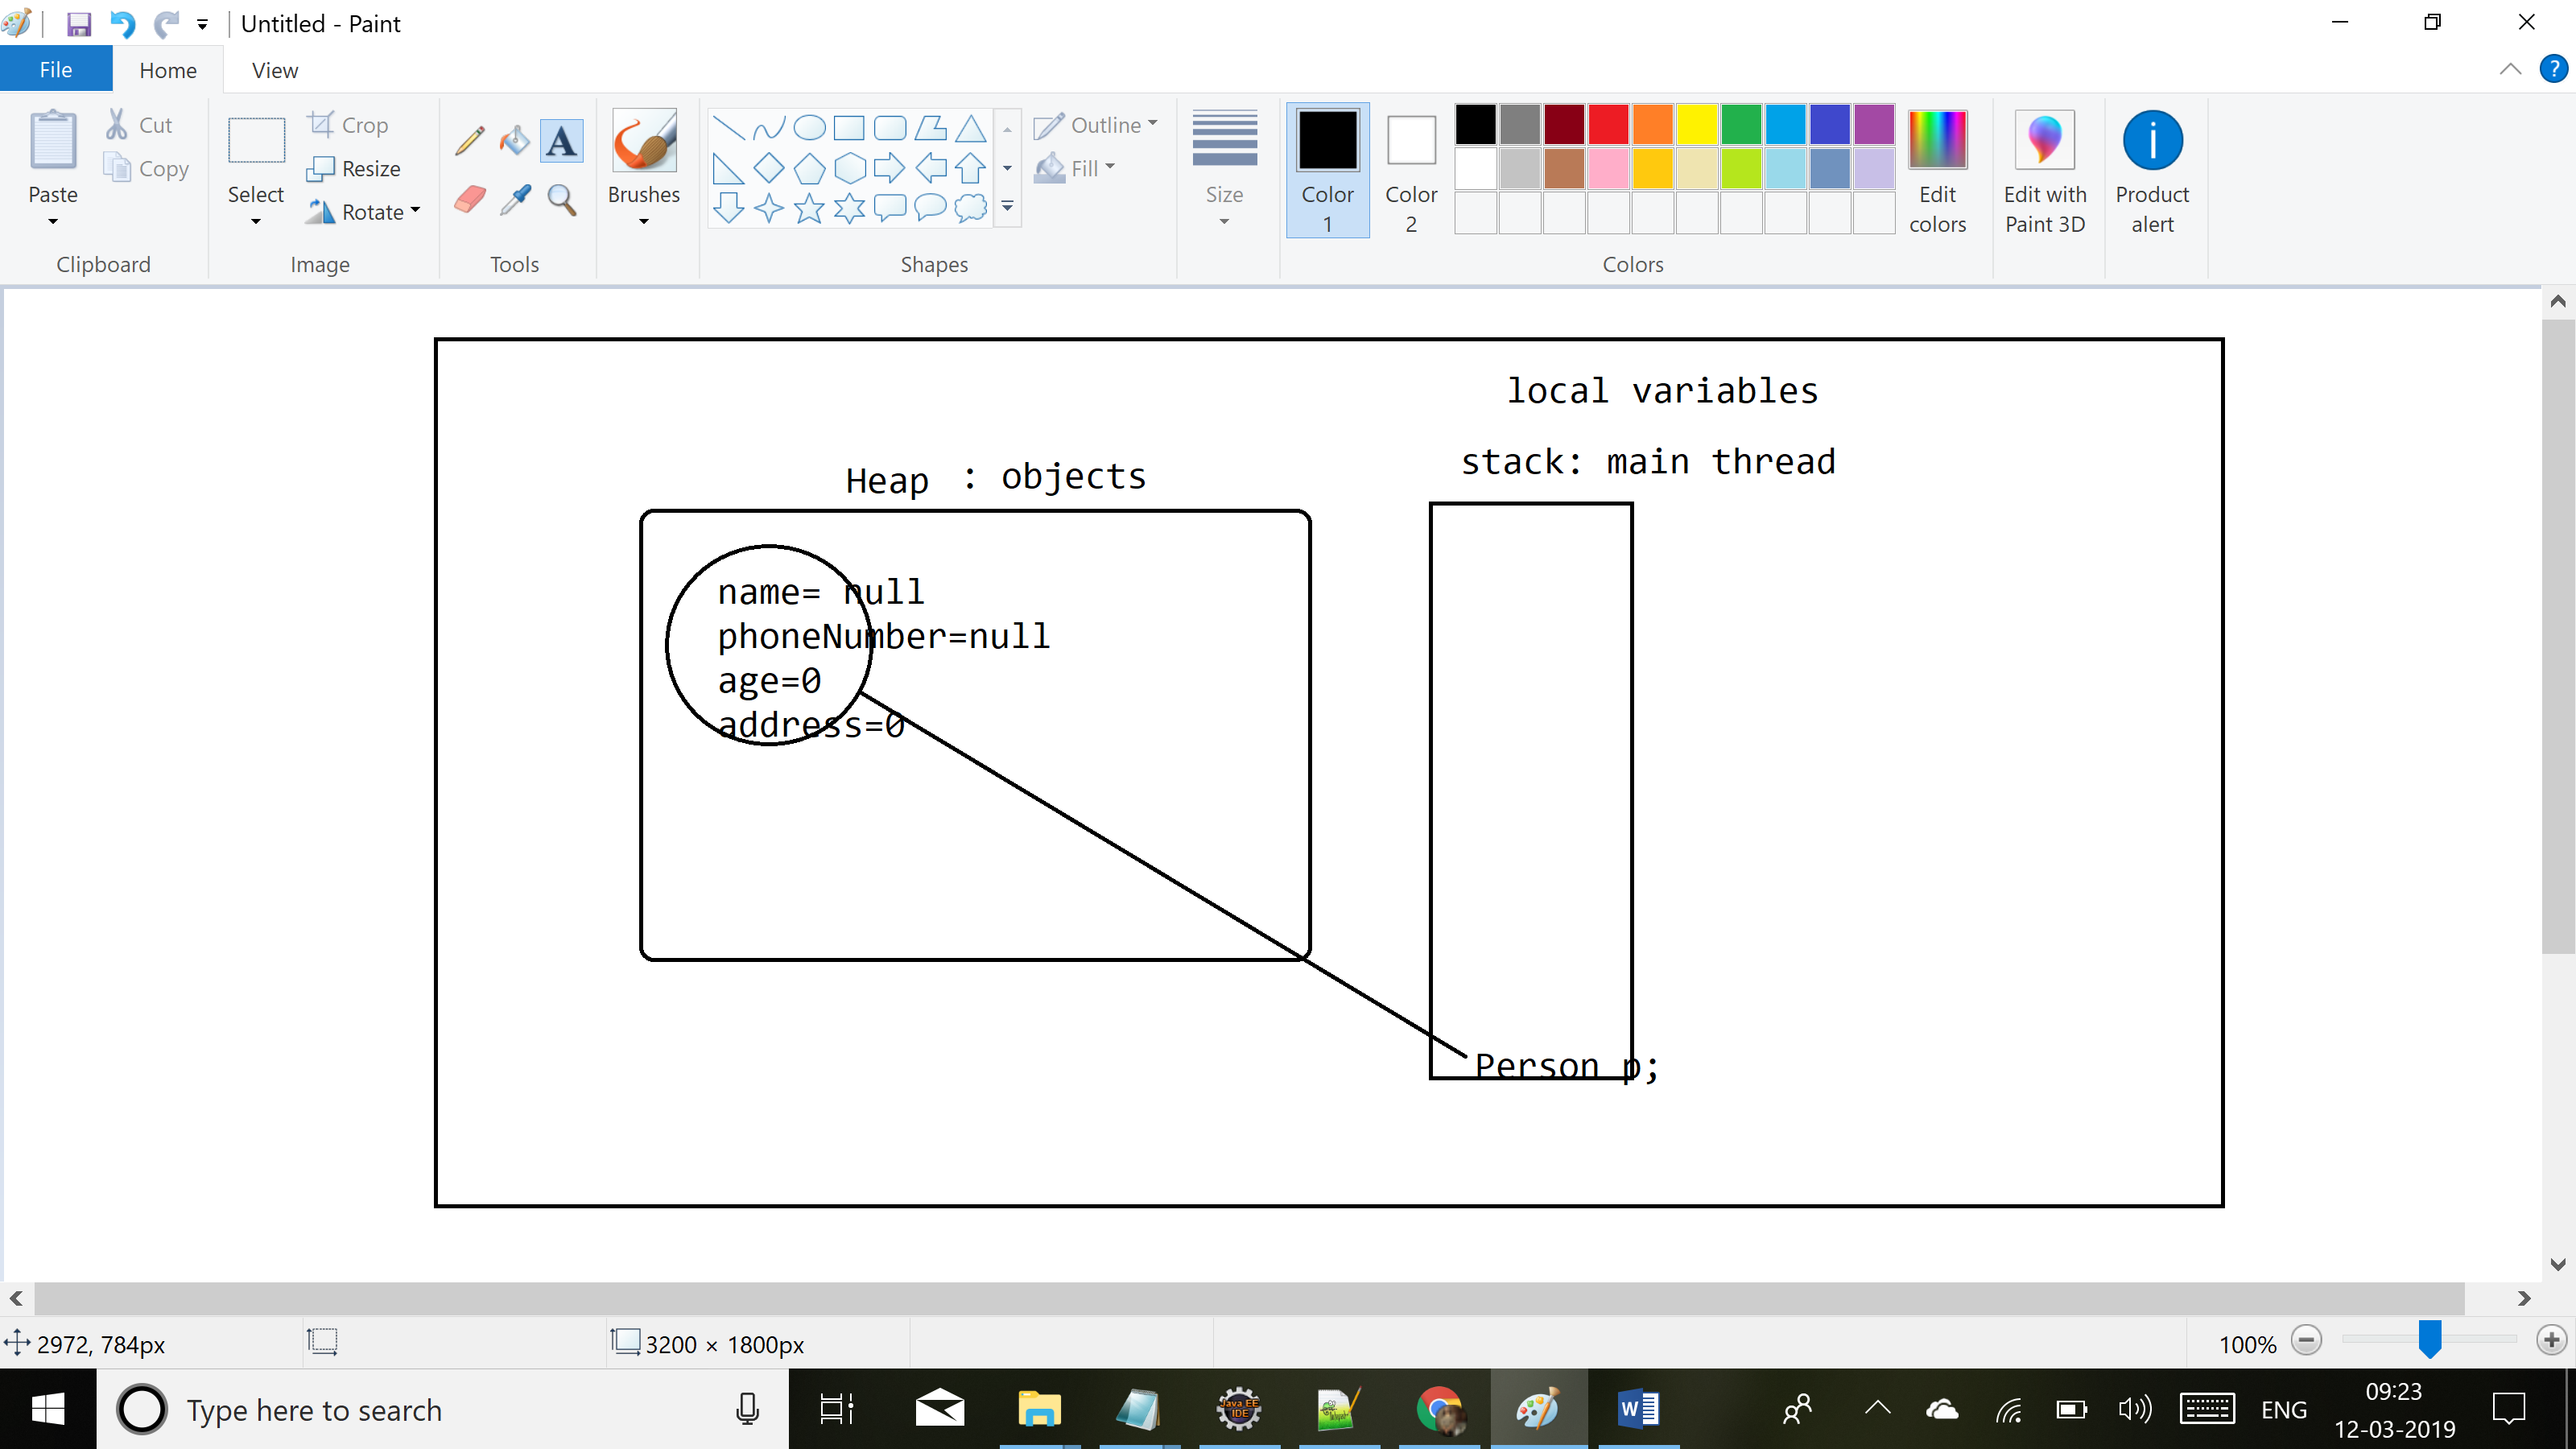 Untitled - Paint
File Home View
Paste Cut Copy
Clipboard
Select Crop Resize Rotate
Image
Tools
Brushes
Outline Fill
Shapes
Size
Color 1
Color 2
Edit colors
Colors
Edit with Paint 3D
Product alert
local variables
stack: main thread
Heap : objects
name= null
phoneNumber=null
age=0
address=0
Person p;
2972, 784px
3200 × 1800px
100%
Type here to search
Java EE
IDE
ENG
09:23
12-03-2019